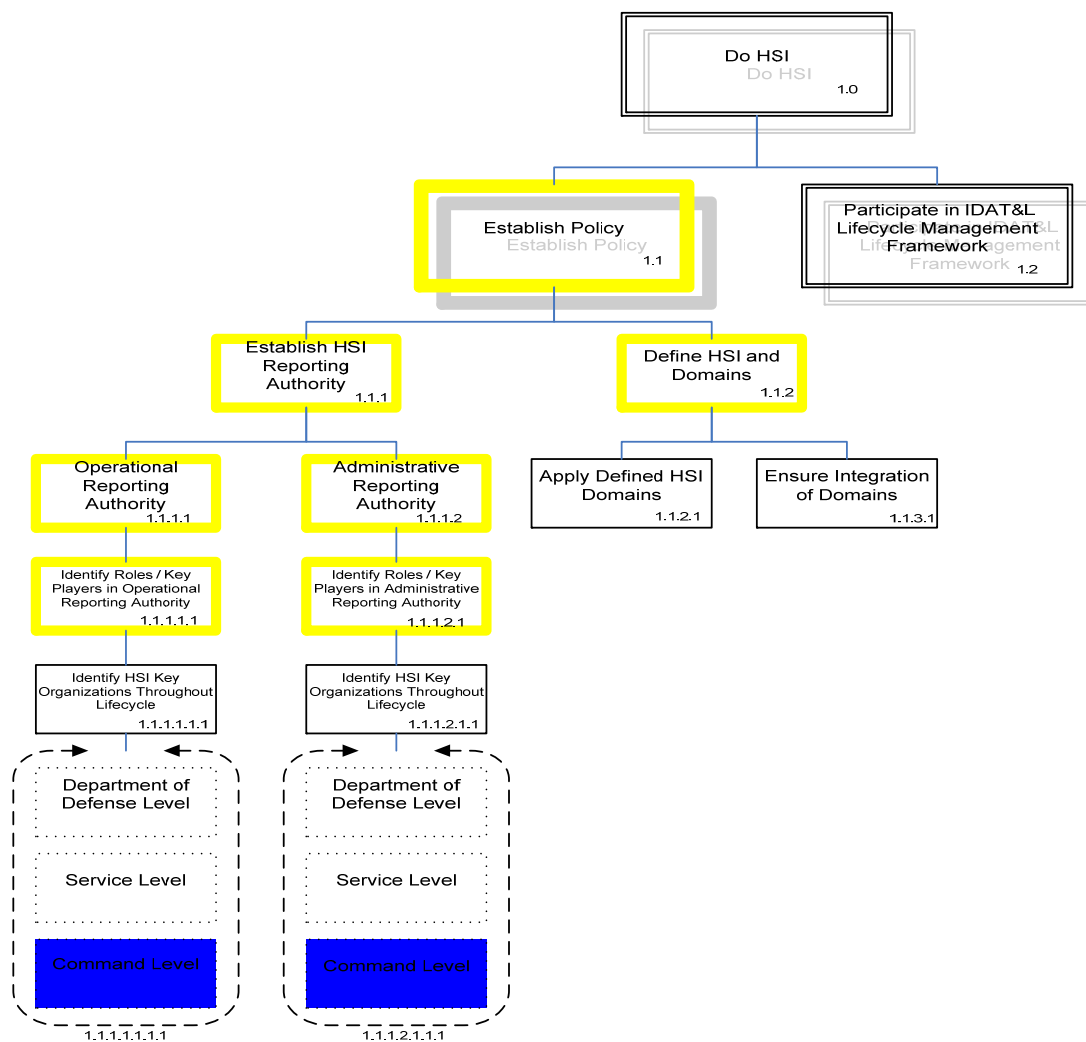 Do HSI
Do HSI
1.0
Establish Policy
Establish Policy
1.1
Participate in IDAT&L
Lifecycle Management
Framework
1.2
Participate in IDAT&L
Lifecycle Management
Framework
Establish HSI
Reporting
Authority
1.1.1
Define HSI and
Domains
1.1.2
Operational
Reporting
Authority
1.1.1.1
Administrative
Reporting
Authority
1.1.1.2
Apply Defined HSI
Domains
1.1.2.1
Ensure Integration
of Domains
1.1.3.1
Identify Roles / Key
Players in Operational
Reporting Authority
1.1.1.1.1
Identify Roles / Key
Players in Administrative
Reporting Authority
1.1.1.2.1
Identify HSI Key
Organizations Throughout
Lifecycle
1.1.1.1.1.1
Identify HSI Key
Organizations Throughout
Lifecycle
1.1.1.2.1.1
Department of
Defense Level
Service Level
Command Level
1.1.1.1.1.1.1
Department of
Defense Level
Service Level
Command Level
1.1.1.2.1.1.1